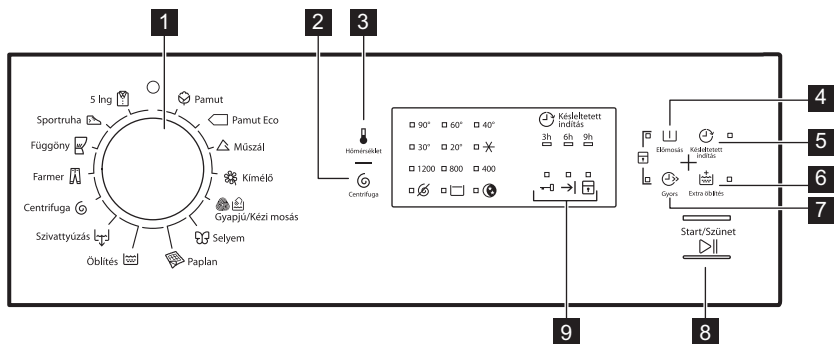 1
2
3
4
5
6
7
8
9
5 Ing
Sportruha
Függöny
Farmer
Centrifuga
Szivattyúzás
Öblítés
Pamut
Pamut Eco
Műszál
Kímélő
Gyapjú/Kézi mosás
Selyem
Paplan
Hőmérséklet
Centrifuga
90° 60° 40°
30° 20°
1200 800 400
Késleltetett
indítás
3h 6h 9h
Előmosás
Késleltetett
indítás
Gyors
Extra öblítés
Start/Szünet